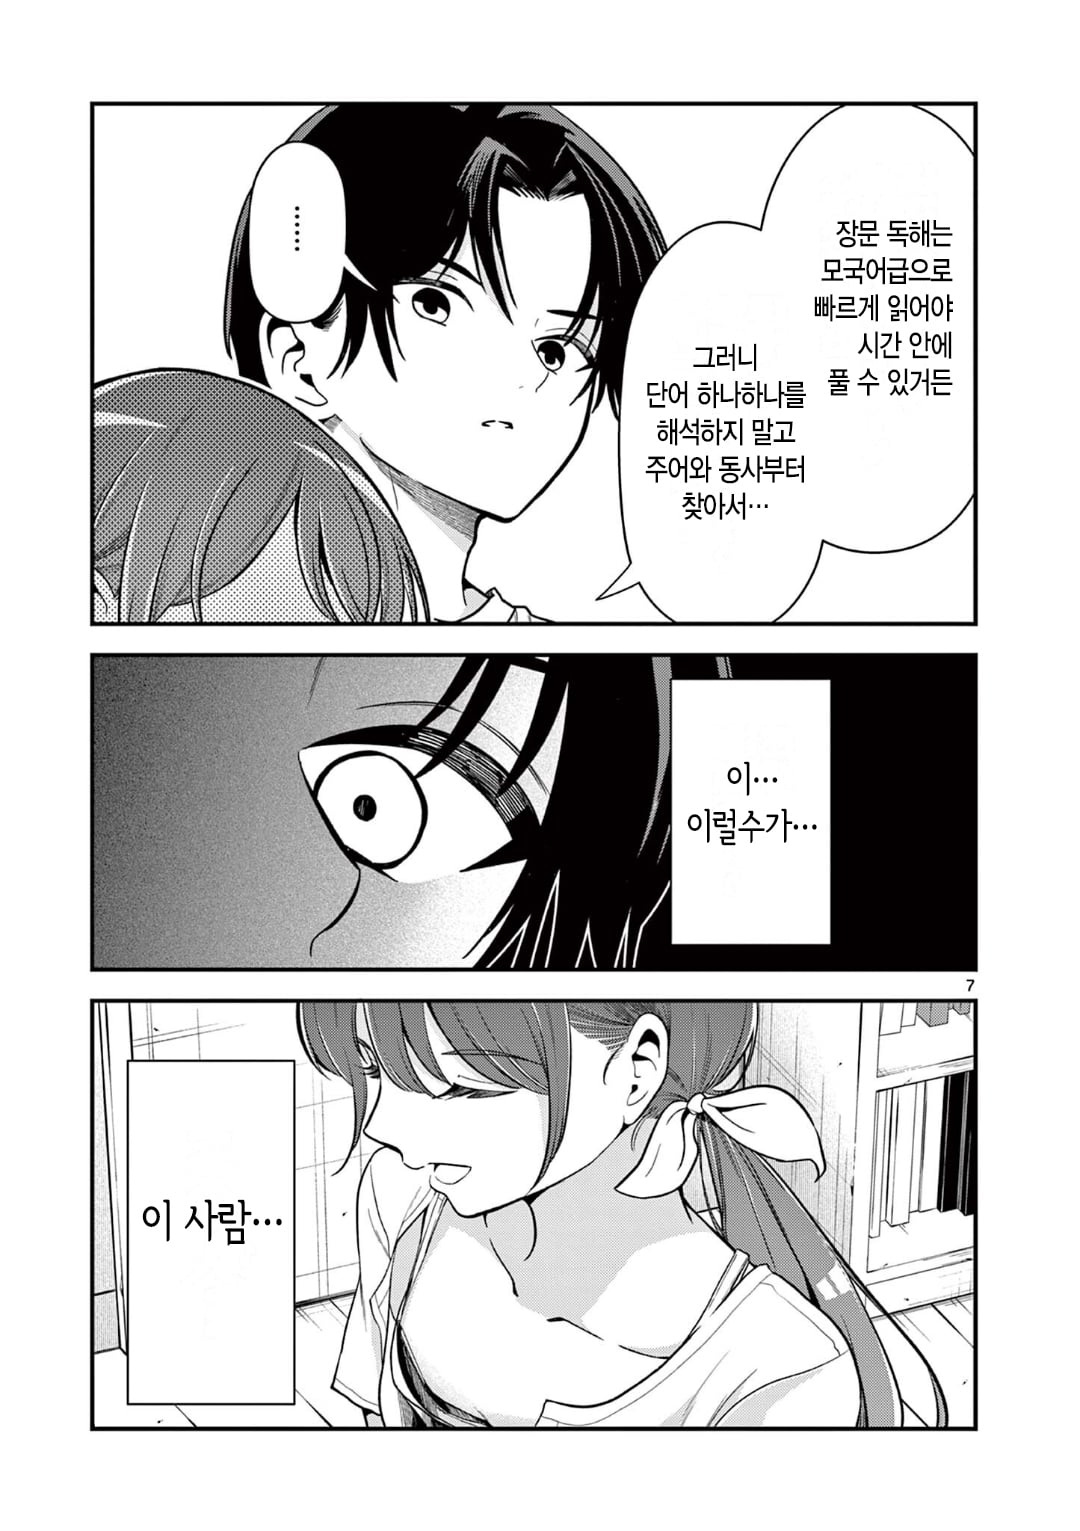 장문 독해는
모국어급으로
빠르게 읽어야
시간 안에
풀 수 있거든
그러니
단어 하나하나를
해석하지 말고
주어와 동사부터
찾아서…
……
이…
이럴수가…
7
이 사람…